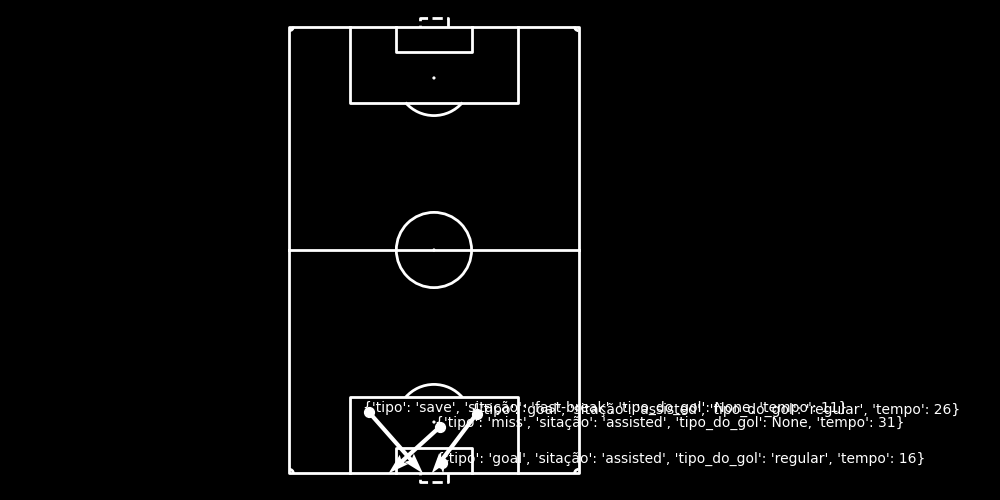 {'tipo': 'save', 'sitação': 'fast-break', 'tipo_do_gol': None, 'tempo': 11}
{'tipo': 'goal', 'sitação': 'assisted', 'tipo_do_gol': 'regular', 'tempo': 26}
{'tipo': 'miss', 'sitação': 'assisted', 'tipo_do_gol': None, 'tempo': 31}
{'tipo': 'goal', 'sitação': 'assisted', 'tipo_do_gol': 'regular', 'tempo': 16}